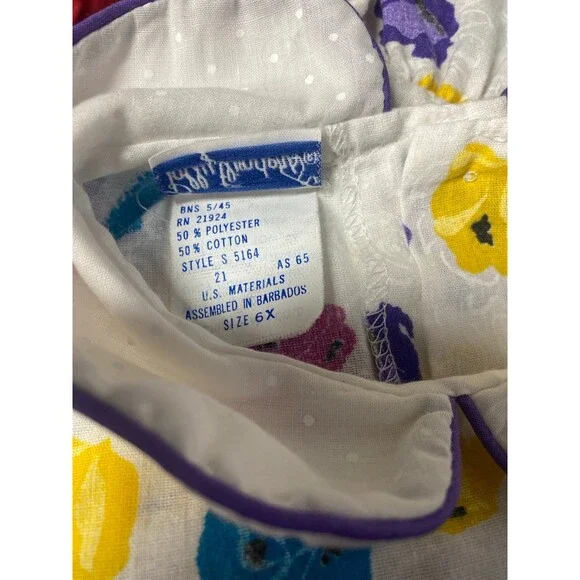 BNS 5/45
RN 21924
50 % POLYESTER
50 % COTTON
STYLE S 5164
21 AS 65
U.S. MATERIALS
ASSEMBLED IN BARBADOS
SIZE 6X